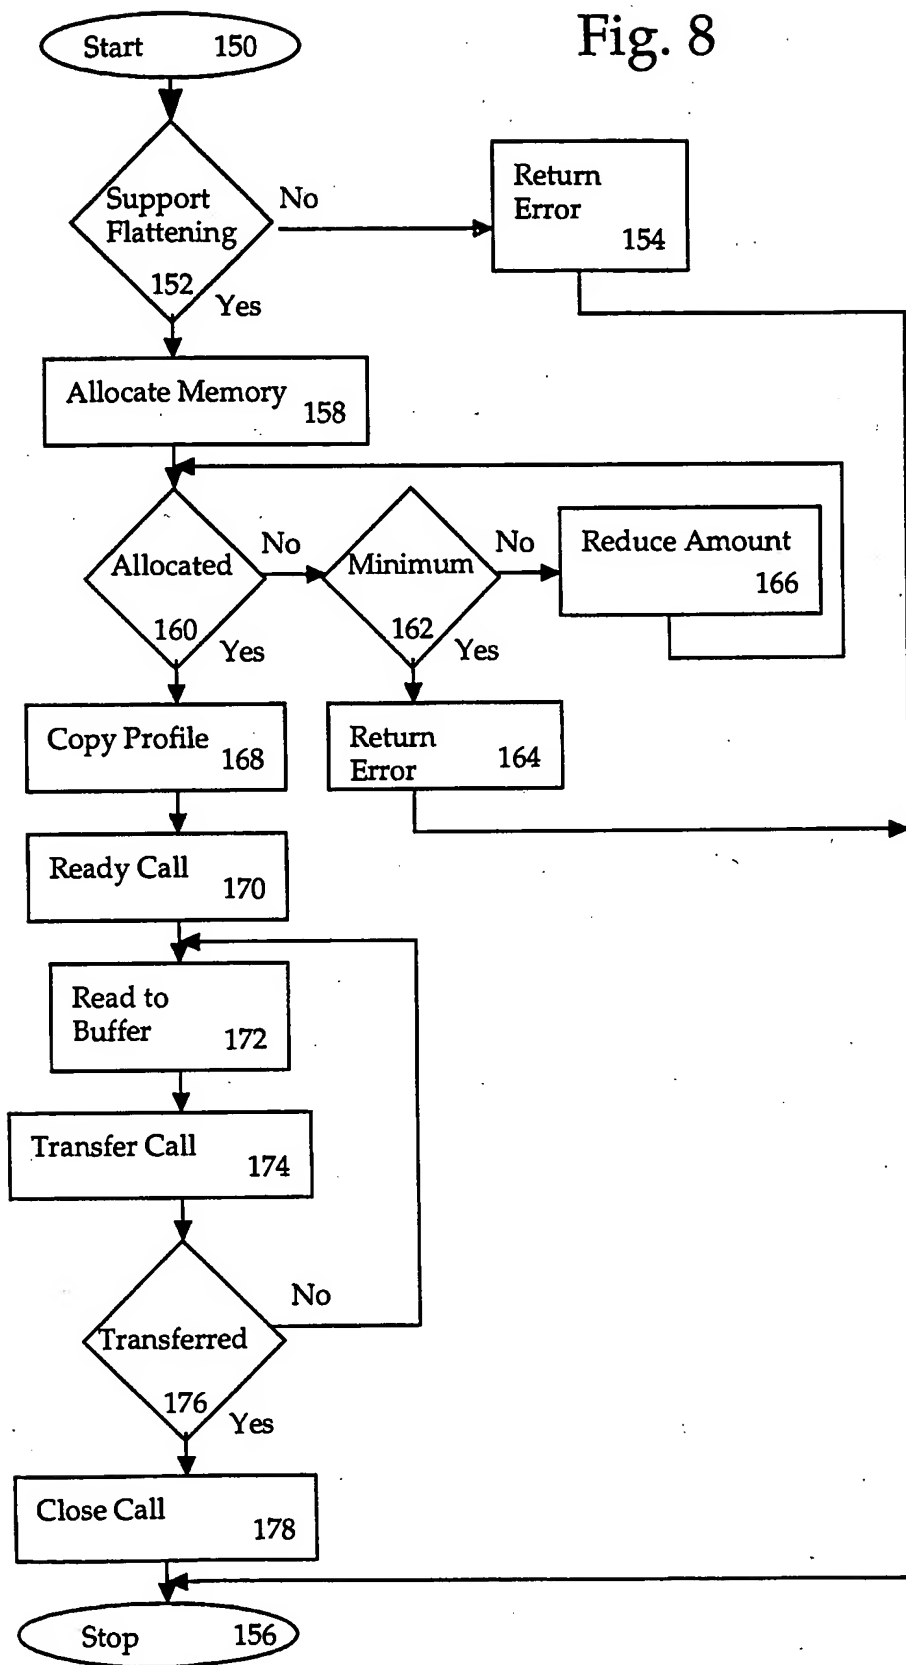 Fig. 8
Start 150
Support
Flattening
152
No
Yes
Return
Error
154
Allocate Memory
158
Allocated
160
No
Yes
Minimum
162
No
Yes
Reduce Amount
166
Copy Profile
168
Return
Error
164
Ready Call
170
Read to
Buffer
172
Transfer Call
174
Transferred
176
No
Yes
Close Call
178
Stop 156